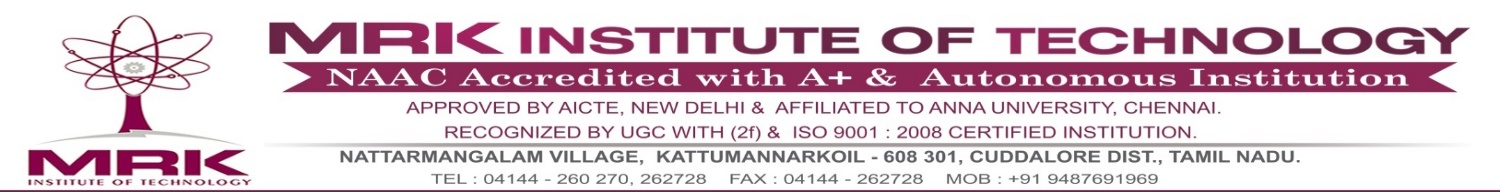 MRK INSTITUTE OF TECHNOLOGY
NAAC Accredited with A+ & Autonomous Institution
APPROVED BY AICTE, NEW DELHI & AFFILIATED TO ANNA UNIVERSITY, CHENNAI.
RECOGNIZED BY UGC WITH (2f) & ISO 9001 : 2008 CERTIFIED INSTITUTION.
NATTARMANGALAM VILLAGE, KATTUMANNARKOIL - 608 301, CUDDALORE DIST., TAMIL NADU.
TEL : 04144 - 260 270, 262728 FAX : 04144 - 262728 MOB : +91 9487691969
MRK
INSTITUTE OF TECHNOLOGY